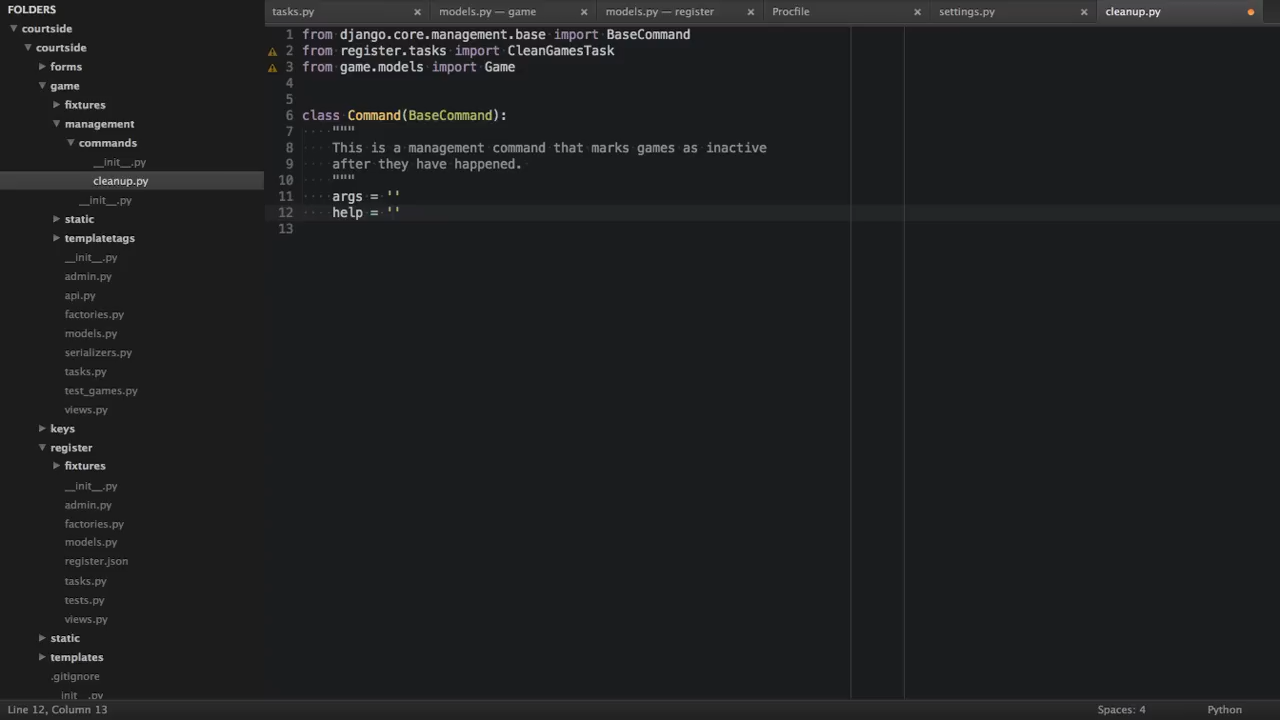 FOLDERS
courtside
courtside
forms
game
fixtures
management
commands
__init__.py
cleanup.py
__init__.py
static
templatetags
__init__.py
admin.py
api.py
factories.py
models.py
serializers.py
tasks.py
test_games.py
views.py
keys
register
fixtures
__init__.py
admin.py
factories.py
models.py
register.json
tasks.py
tests.py
views.py
static
templates
.gitignore
__init__.py
tasks.py × models.py — game × models.py — register × Procfile × settings.py × cleanup.py
1 from django.core.management.base import BaseCommand
2 from register.tasks import CleanGamesTask
3 from game.models import Game
4
5
6 class Command(BaseCommand):
7 """
8 This is a management command that marks games as inactive
9 after they have happened.
10 """
11 args = ''
12 help = ''
13
Line 12, Column 13 Spaces: 4 Python